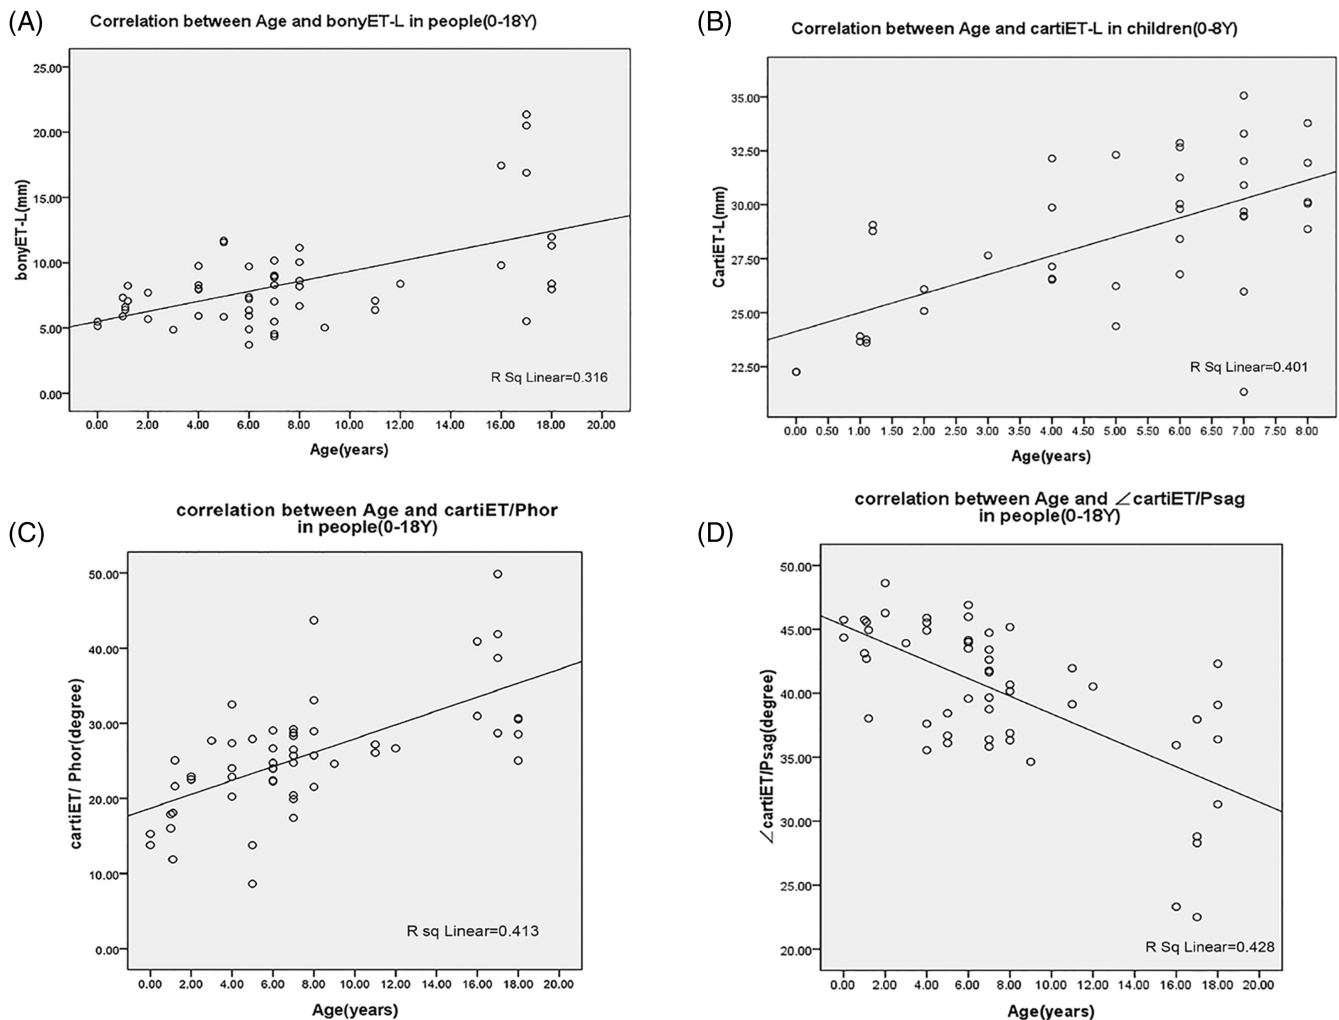 (A)
Correlation between Age and bonyET-L in people(0-18Y)
25.00
20.00
15.00
10.00
5.00
0.00
bonyET-L(mm)
R Sq Linear=0.316
0.00 2.00 4.00 6.00 8.00 10.00 12.00 14.00 16.00 18.00 20.00
Age(years)
(B)
Correlation between Age and cartiET-L in children(0-8Y)
35.00
32.50
30.00
27.50
25.00
22.50
CartiET-L(mm)
R Sq Linear=0.401
0.00 0.50 1.00 1.50 2.00 2.50 3.00 3.50 4.00 4.50 5.00 5.50 6.00 6.50 7.00 7.50 8.00
Age(years)
(C)
correlation between Age and cartiET/Phor
in people(0-18Y)
50.00
40.00
30.00
20.00
10.00
0.00
cartiET/ Phor(degree)
R sq Linear=0.413
0.00 2.00 4.00 6.00 8.00 10.00 12.00 14.00 16.00 18.00 20.00
Age(years)
(D)
correlation between Age and ∠cartiET/Psag
in people(0-18Y)
50.00
45.00
40.00
35.00
30.00
25.00
20.00
∠cartiET/Psag(degree)
R Sq Linear=0.428
0.00 2.00 4.00 6.00 8.00 10.00 12.00 14.00 16.00 18.00 20.00
Age(years)